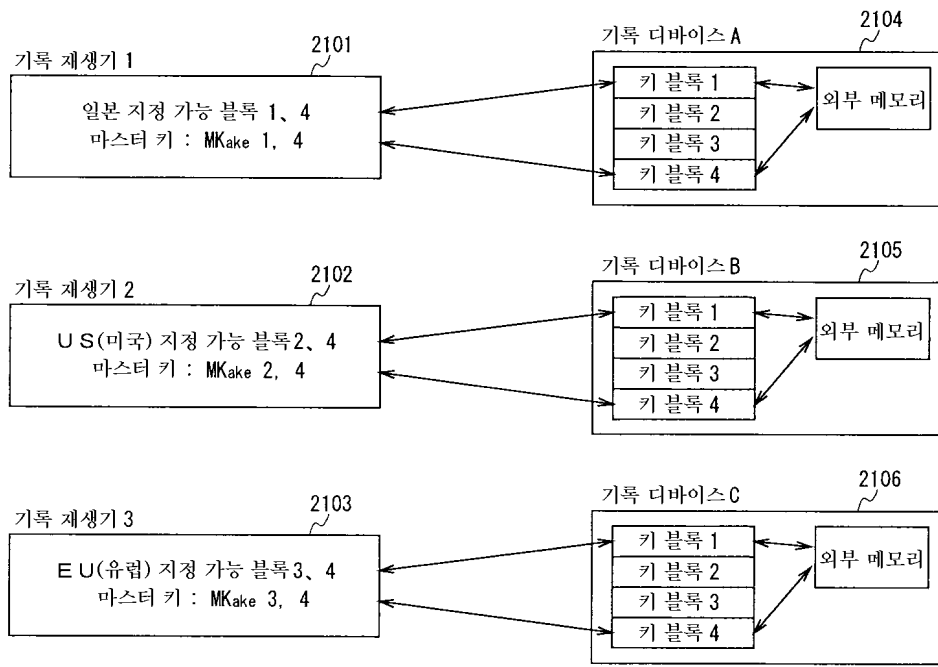 2101
기록 재생기 1
일본 지정 가능 블록 1、4
마스터 키 : MKake 1, 4
2104
기록 디바이스 A
키 블록 1
키 블록 2
키 블록 3
키 블록 4
외부 메모리
2102
기록 재생기 2
US(미국) 지정 가능 블록2、4
마스터 키 : MKake 2, 4
2105
기록 디바이스 B
키 블록 1
키 블록 2
키 블록 3
키 블록 4
외부 메모리
2103
기록 재생기 3
EU(유럽) 지정 가능 블록3、4
마스터 키 : MKake 3, 4
2106
기록 디바이스 C
키 블록 1
키 블록 2
키 블록 3
키 블록 4
외부 메모리